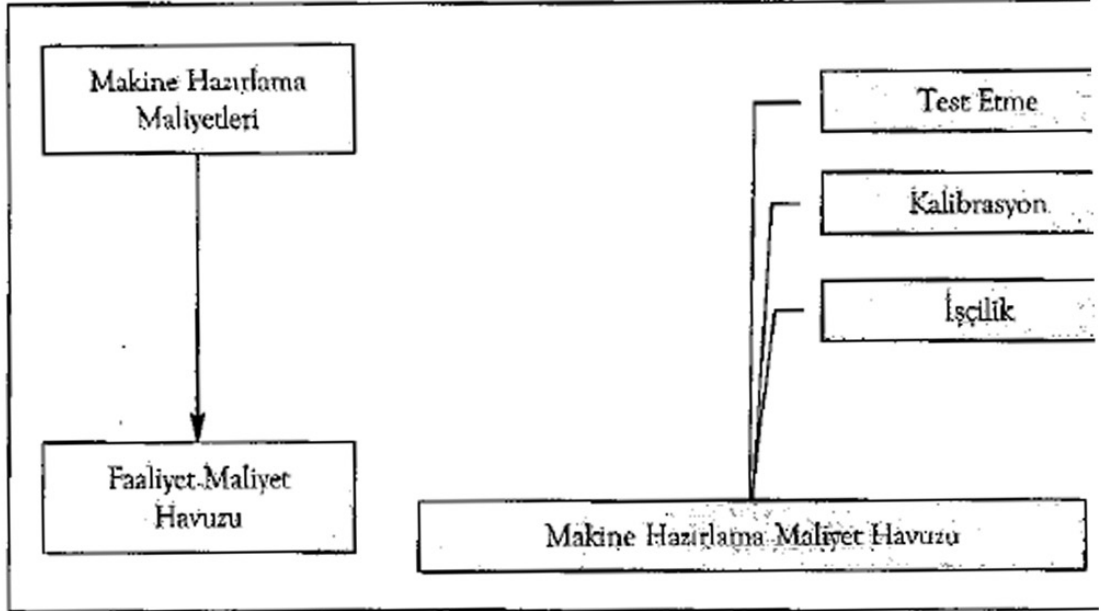 Makine Hazırlama
Maliyetleri
Test Etme
Kalibrasyon
İşçilik
Faaliyet-Maliyet
Havuzu
Makine Hazırlama Maliyet Havuzu